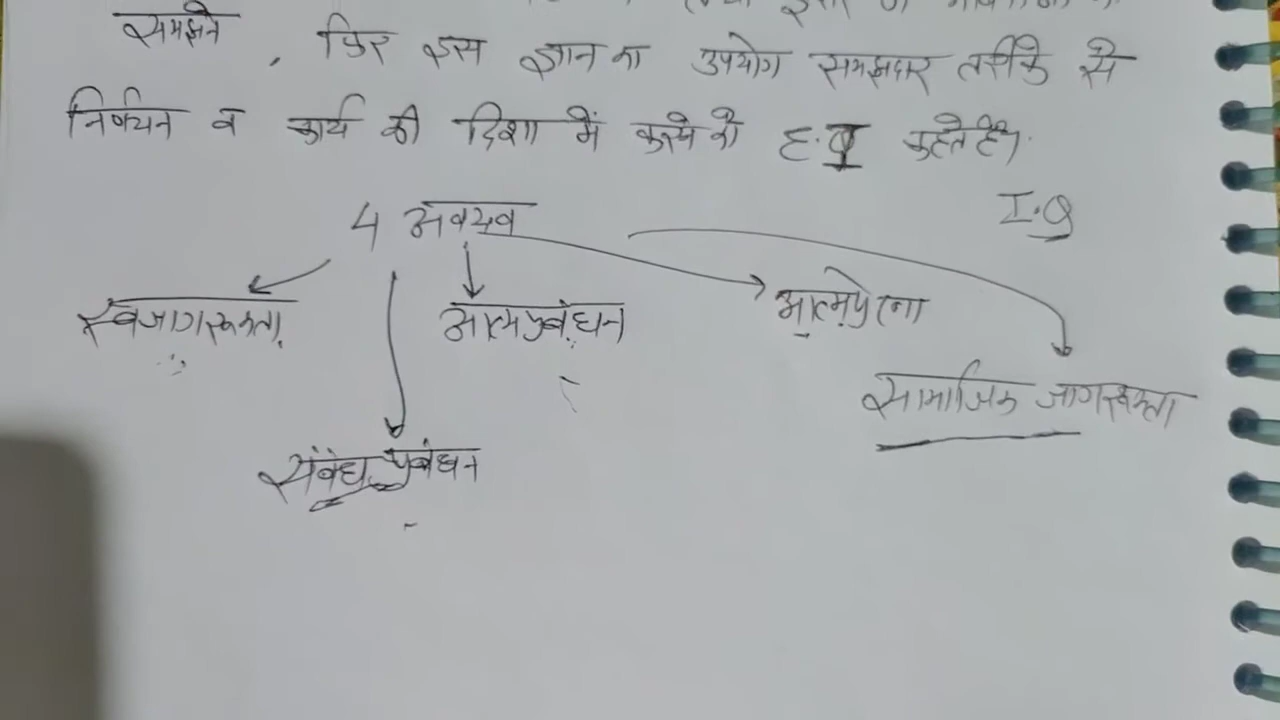 समझने , फिर इस ज्ञान का उपयोग समझदार तरीके से
निर्णयन व कार्य की दिशा में करने को E.I कहते है।
I.Q
4 अवयव
स्वजागरूकता
आत्मप्रबंधन
आत्मप्रेरना
सामाजिक जागरूकता
संबंध प्रबंधन